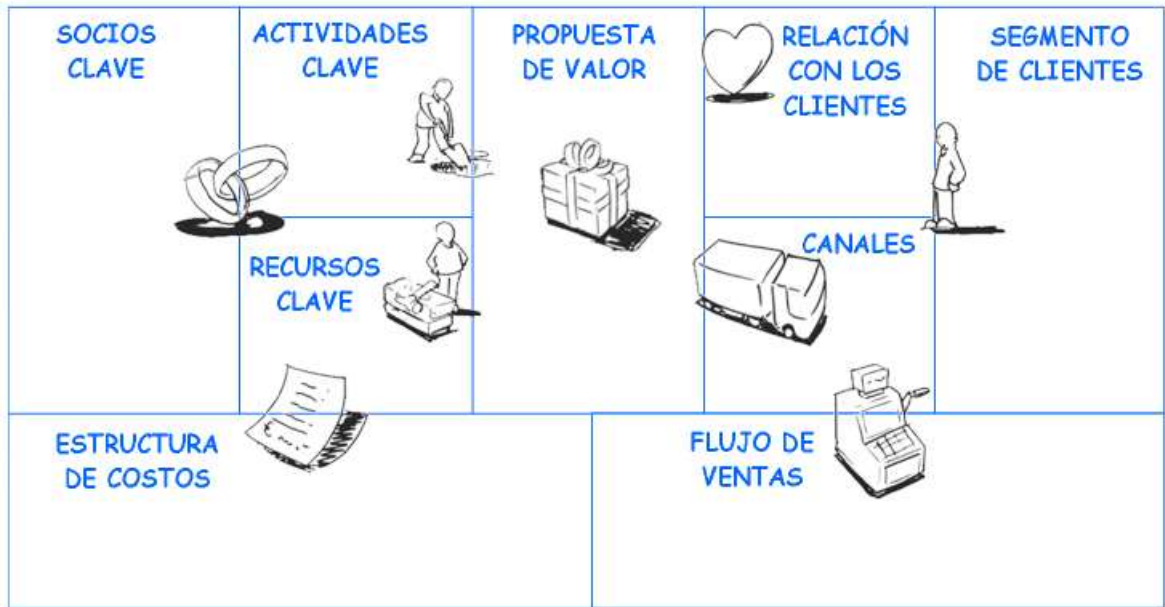 SOCIOS
CLAVE
ACTIVIDADES
CLAVE
PROPUESTA
DE VALOR
RELACIÓN
CON LOS
CLIENTES
SEGMENTO
DE CLIENTES
RECURSOS
CLAVE
CANALES
ESTRUCTURA
DE COSTOS
FLUJO DE
VENTAS